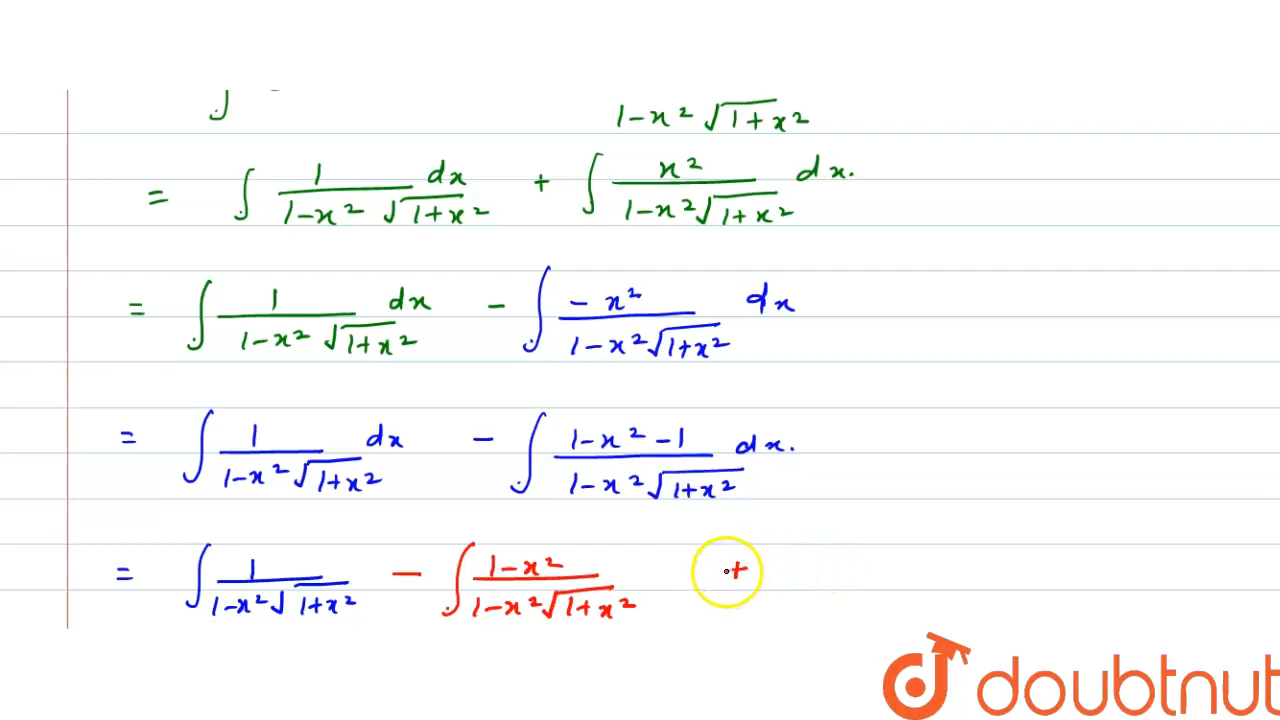 ∫ 1-x² √1+x²
= ∫ 1/(1-x² √1+x²) dx + ∫ x²/(1-x²√1+x²) dx.
= ∫ 1/(1-x² √1+x²) dx - ∫ -x²/(1-x²√1+x²) dx
= ∫ 1/(1-x²√1+x²) dx - ∫ 1-x²-1/(1-x²√1+x²) dx.
= ∫ 1/(1-x²√1+x²) - ∫ 1-x²/(1-x²√1+x²) +
doubtnut